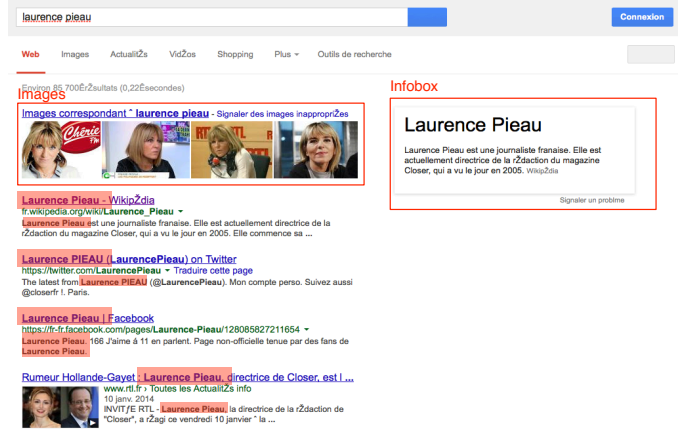 laurence pieau
Connexion
Web Images ActualitŽs VidŽos Shopping Plus Outils de recherche
Environ 85 700ÊrŽsultats (0,22Êsecondes)
Images
Infobox
Images correspondant ˆ laurence pieau - Signaler des images inappropriŽes
Chérie
RTL
RTL
Laurence Pieau
Laurence Pieau est une journaliste franaise. Elle est
actuellement directrice de la rŽdaction du magazine
Closer, qui a vu le jour en 2005. WikipŽdia
Signaler un problme
Laurence Pieau - WikipŽdia
fr.wikipedia.org/wiki/Laurence_Pieau
Laurence Pieau est une journaliste franaise. Elle est actuellement directrice de la
rŽdaction du magazine Closer, qui a vu le jour en 2005. Elle commence sa ...
Laurence PIEAU (LaurencePieau) on Twitter
https://twitter.com/LaurencePieau Traduire cette page
The latest from Laurence PIEAU (@LaurencePieau). Mon compte perso. Suivez aussi
@closerfr !. Paris.
Laurence Pieau | Facebook
https://fr-fr.facebook.com/pages/Laurence-Pieau/128085827211654
Laurence Pieau. 166 J'aime á 11 en parlent. Page non-officielle tenue par des fans de
Laurence Pieau.
Rumeur Hollande-Gayet : Laurence Pieau, directrice de Closer, est l ...
www.rtl.fr › Toutes les ActualitŽs info
10 janv. 2014
INVITƒE RTL - Laurence Pieau, la directrice de la rŽdaction de
"Closer", a rŽagi ce vendredi 10 janvier ˆ la ...